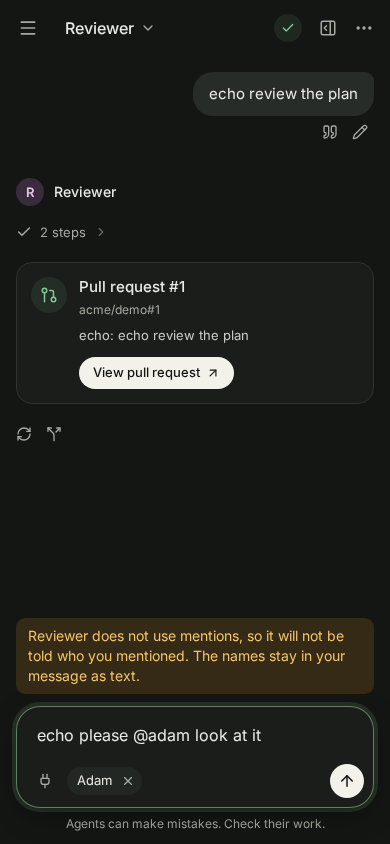 Reviewer
echo review the plan
R Reviewer
2 steps
Pull request #1
acme/demo#1
echo: echo review the plan
View pull request
Reviewer does not use mentions, so it will not be
told who you mentioned. The names stay in your
message as text.
echo please @adam look at it
Adam
Agents can make mistakes. Check their work.